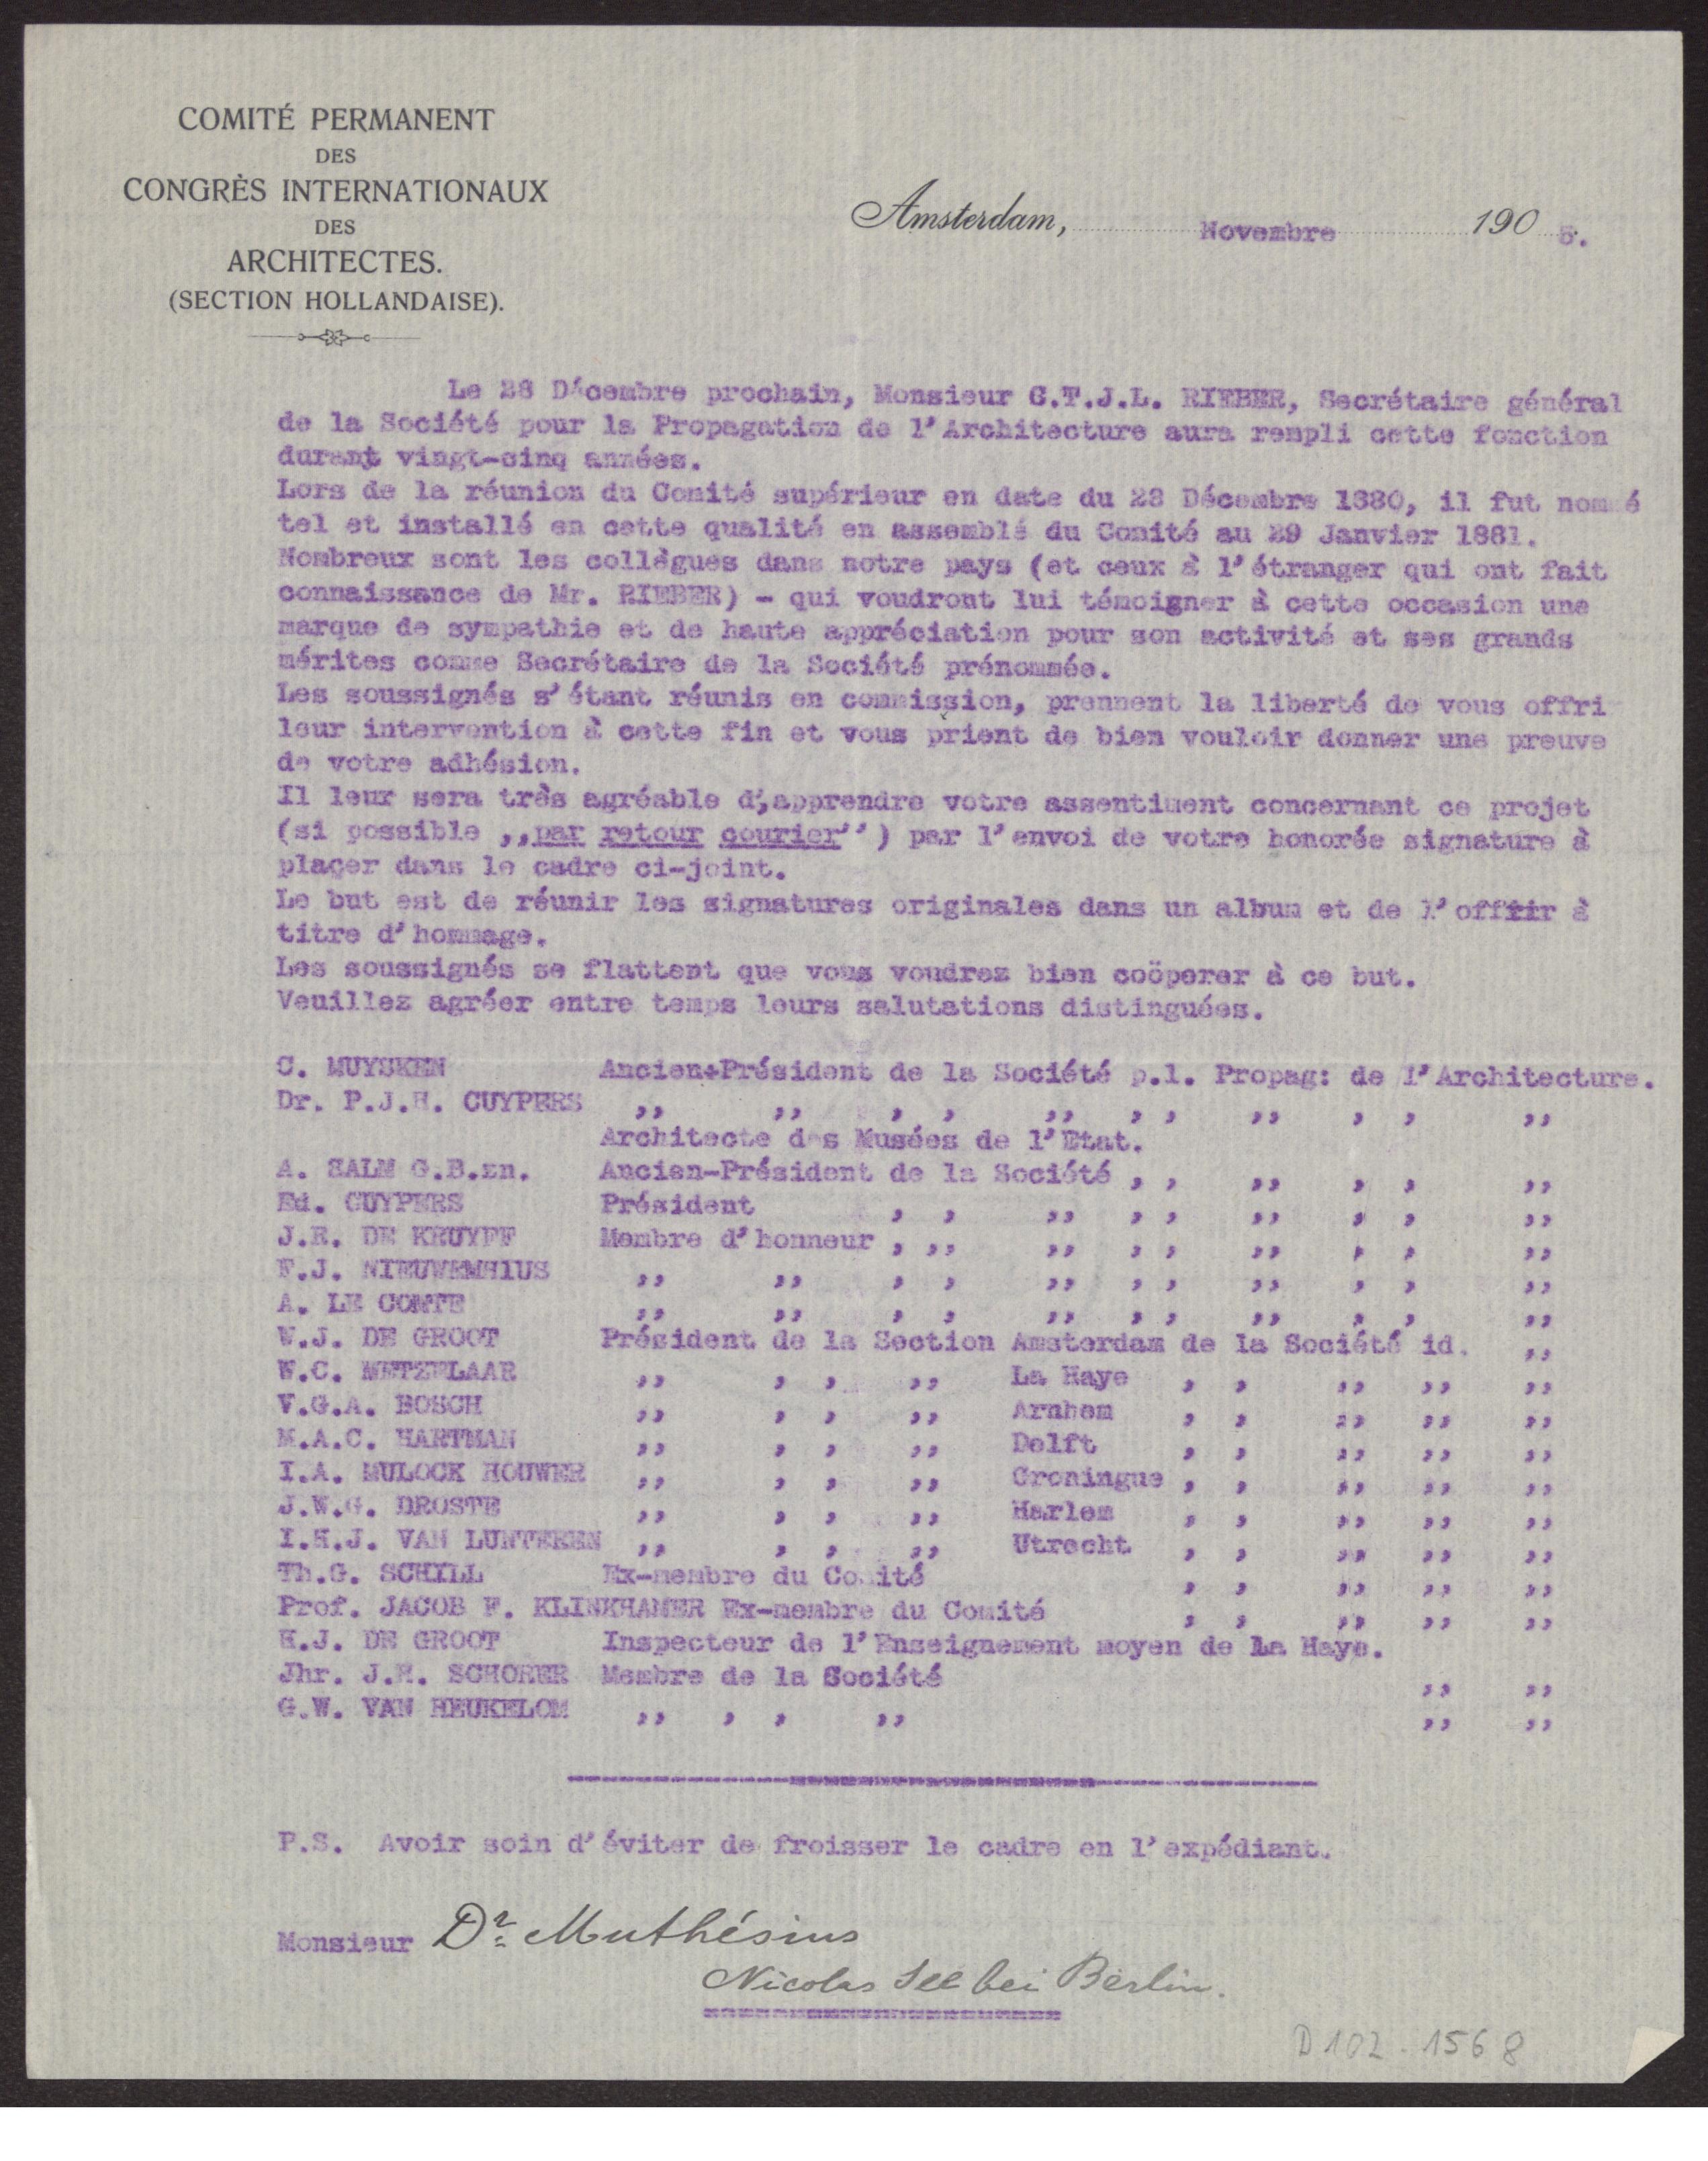 COMITÉ PERMANENT
DES
CONGRÈS INTERNATIONAUX
DES
ARCHITECTES.
(SECTION HOLLANDAISE).
Amsterdam, Novembre 190 5.
Le 28 Décembre prochain, Monsieur C.T.J.L. RIEBER, Secrétaire général
de la Société pour la Propagation de l'Architecture aura rempli cette fonction
durant vingt-cinq années.
Lors de la réunion du Comité supérieur en date du 28 Décembre 1880, il fut nommé
tel et installé en cette qualité en assemblé du Comité au 29 Janvier 1881.
Nombreux sont les collègues dans notre pays (et ceux à l'étranger qui ont fait
connaissance de Mr. RIEBER) - qui voudront lui témoigner à cette occasion une
marque de sympathie et de haute appréciation pour son activité et ses grands
mérites comme Secrétaire de la Société prénommée.
Les soussignés s'étant réunis en commission, prennent la liberté de vous offri
leur intervention à cette fin et vous prient de bien vouloir donner une preuve
de votre adhésion.
Il leur sera très agréable d',apprendre votre assentiment concernant ce projet
(si possible ,,par retour courier'') par l'envoi de votre honorée signature à
plaçer dans le cadre ci-joint.
Le but est de réunir les signatures originales dans un album et de l'offrir à
titre d'hommage.
Les soussignés se flattent que vous voudrez bien coöperer à ce but.
Veuillez agréer entre temps leurs salutations distinguées.
C. MUYSKEN Ancien+Président de la Société p.l. Propag: de l'Architecture.
Dr. P.J.H. CUYPERS ,, ,, , , ,, , , ,, , , ,,
Architecte des Musées de l'Etat.
A. SALM G.B.zn. Ancien-Président de la Société , , ,, , , ,,
Ed. CUYPERS Président , , ,, , , ,, , , ,,
J.R. DE KRUYFF Membre d'honneur , ,, ,, , , ,, , , ,,
F.J. NIEUWENHIUS ,, ,, , , ,, , , ,, , , ,,
A. LE COMTE ,, ,, , , ,, , , ,, , , ,,
W.J. DE GROOT Président de la Section Amsterdam de la Société id. ,,
W.C. METZELAAR ,, , , ,, La Haye , , ,, ,, ,,
V.G.A. BOSCH ,, , , ,, Arnhem , , ,, ,, ,,
M.A.C. HARTMAN ,, , , ,, Delft , , ,, ,, ,,
I.A. MULOCK HOUWER ,, , , ,, Groningue , , ,, ,, ,,
J.W.G. DROSTE ,, , , ,, Harlem , , ,, ,, ,,
I.H.J. VAN LUNTEREN ,, , , ,, Utrecht , , ,, ,, ,,
Th.G. SCHILL Ex-membre du Comité , , ,, ,, ,,
Prof. JACOB F. KLINKHAMER Ex-membre du Comité , , ,, ,, ,,
H.J. DE GROOT Inspecteur de l'Enseignement moyen de La Haye.
Jhr. J.R. SCHORER Membre de la Société ,, ,,
G.W. VAN HEUKELOM ,, , , ,, ,, ,,
P.S. Avoir soin d'éviter de froisser le cadre en l'expédiant.
Monsieur Dr. Muthésius
Nicolas See bei Berlin.
D 102 - 1568